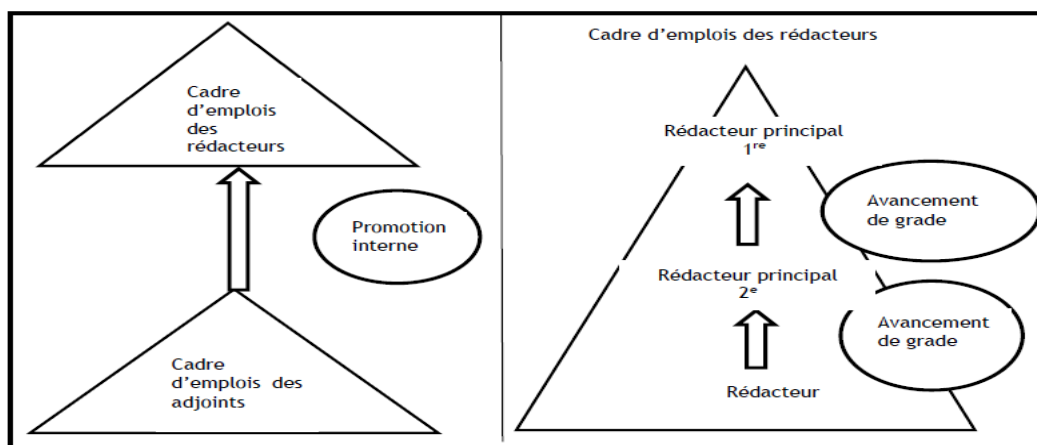 Cadre
d'emplois
des
rédacteurs
Promotion
interne
Cadre
d'emplois des
adjoints
Cadre d'emplois des rédacteurs
Rédacteur principal
1re
Avancement
de grade
Rédacteur principal
2e
Avancement
de grade
Rédacteur